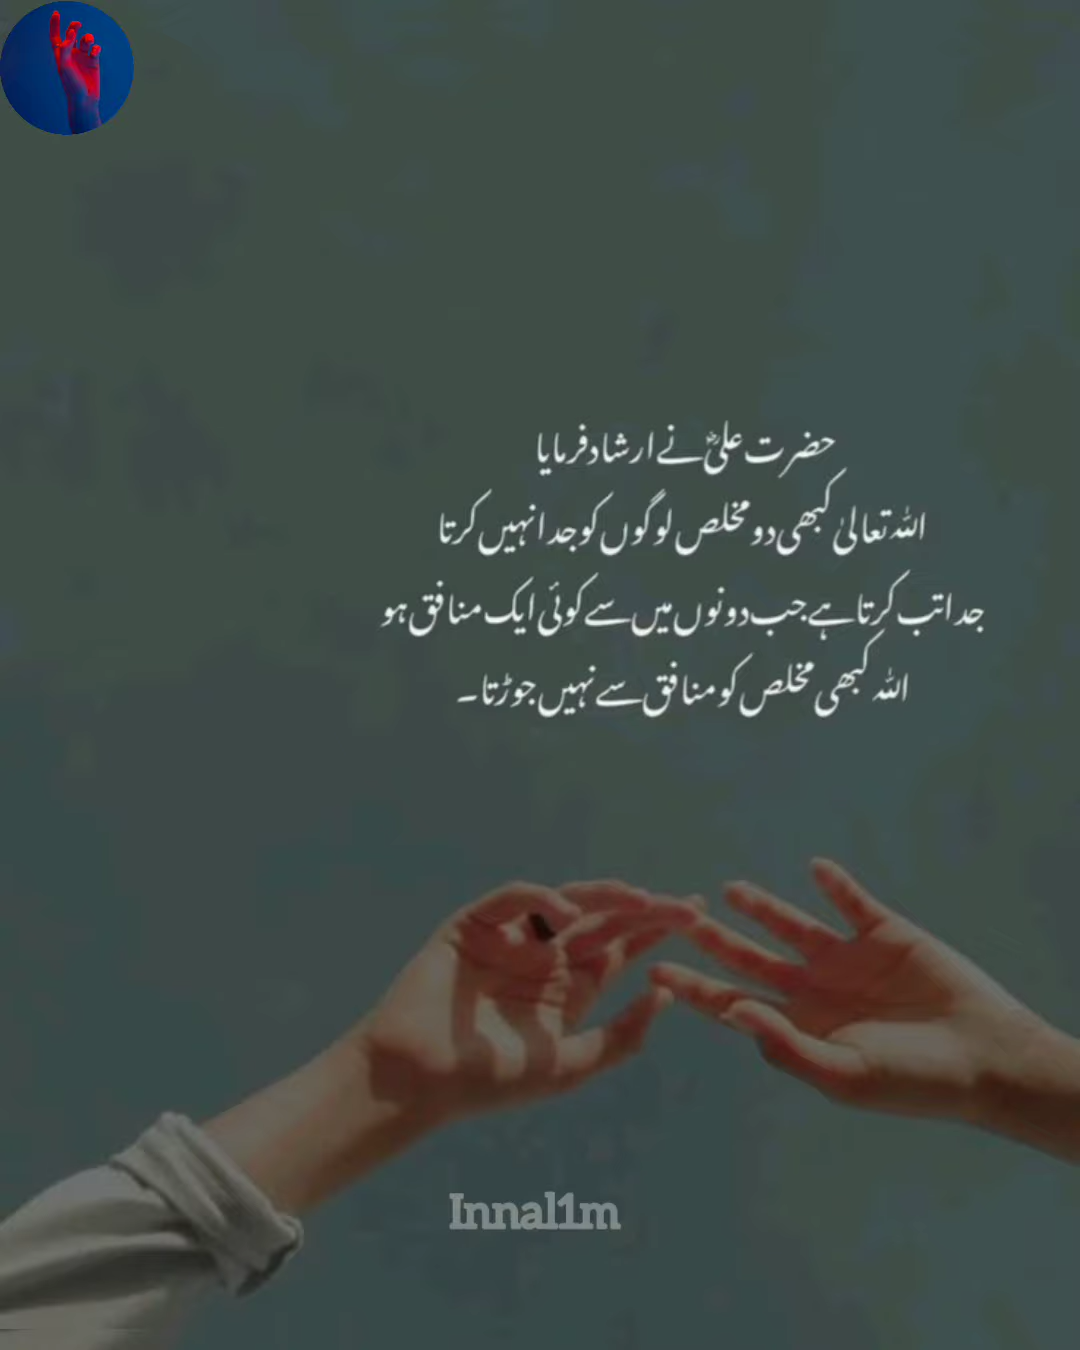 حضرت علیؓ نے ارشاد فرمایا
اللہ تعالیٰ کبھی دو مخلص لوگوں کو جدا نہیں کرتا
جدا تب کرتا ہے جب دونوں میں سے کوئی ایک منافق ہو
اللہ کبھی مخلص کو منافق سے نہیں جوڑتا۔
Innal1m